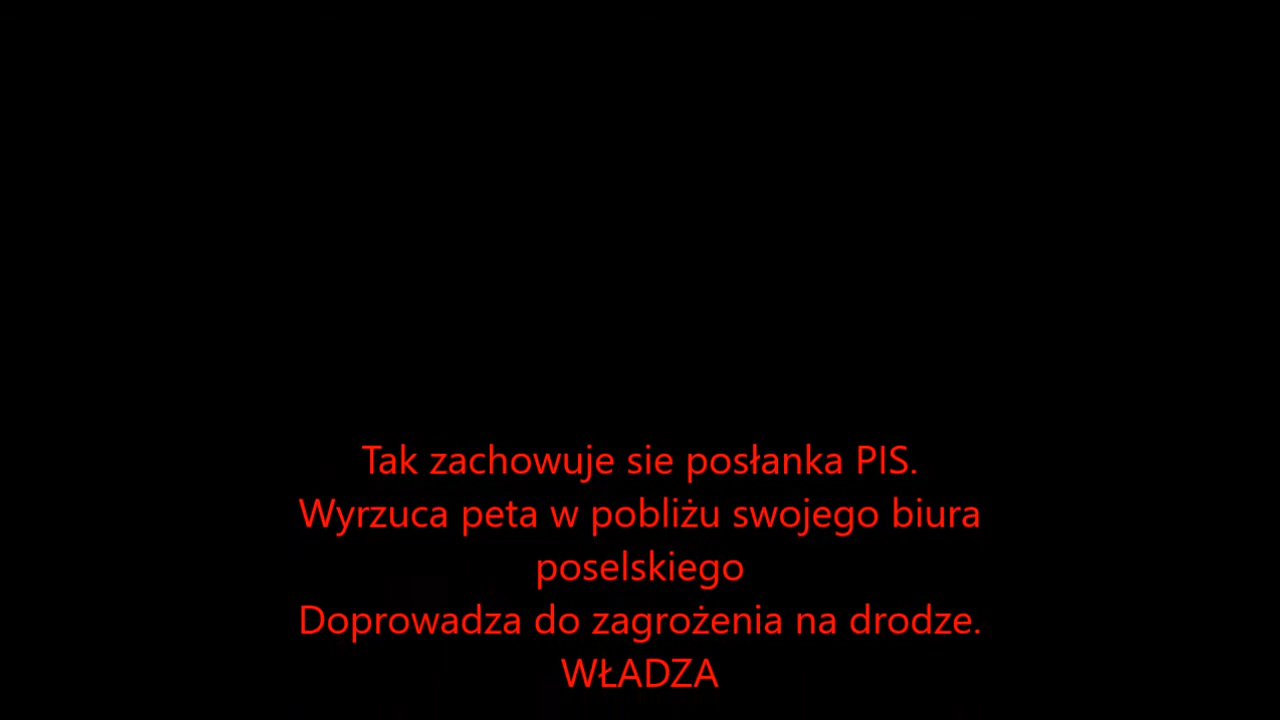 Tak zachowuje sie posłanka PIS.
Wyrzuca peta w pobliżu swojego biura
poselskiego
Doprowadza do zagrożenia na drodze.
WŁADZA